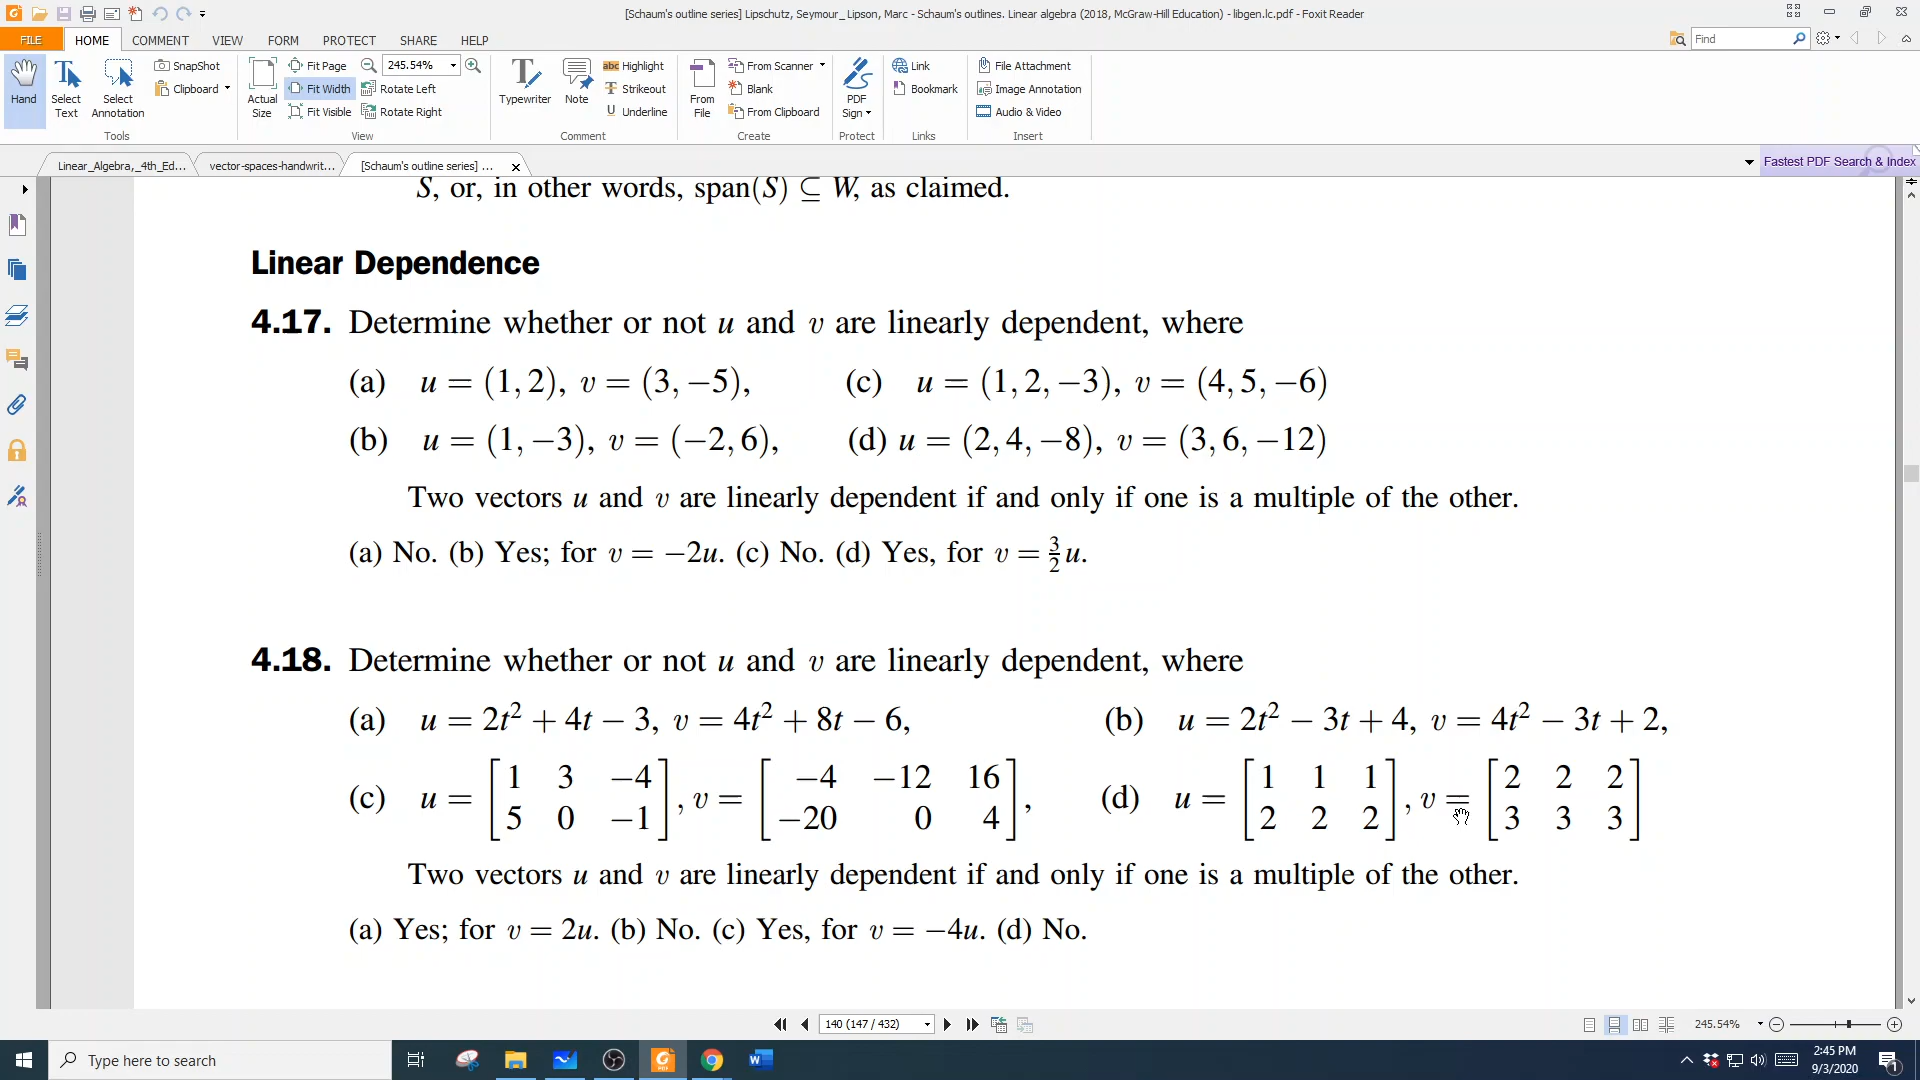 [Schaum's outline series] Lipschutz, Seymour_ Lipson, Marc - Schaum's outlines. Linear algebra (2018, McGraw-Hill Education) - libgen.lc.pdf - Foxit Reader
FILE HOME COMMENT VIEW FORM PROTECT SHARE HELP
Find
Hand
Select Text
Select Annotation
SnapShot
Clipboard
Tools
Actual Size
Fit Page
Fit Width
Fit Visible
245.54%
Rotate Left
Rotate Right
View
Typewriter
Note
Highlight
Strikeout
Underline
Comment
From File
From Scanner
Blank
From Clipboard
Create
PDF Sign
Protect
Link
Bookmark
Links
File Attachment
Image Annotation
Audio & Video
Insert
Linear_Algebra,_4th_Ed...
vector-spaces-handwrit...
[Schaum's outline series] ...
Fastest PDF Search & Index
S, or, in other words, span(S) ⊆ W, as claimed.
Linear Dependence
4.17. Determine whether or not u and v are linearly dependent, where
(a) u = (1, 2), v = (3, −5), (c) u = (1, 2, −3), v = (4, 5, −6)
(b) u = (1, −3), v = (−2, 6), (d) u = (2, 4, −8), v = (3, 6, −12)
Two vectors u and v are linearly dependent if and only if one is a multiple of the other.
(a) No. (b) Yes; for v = −2u. (c) No. (d) Yes, for v = 3/2 u.
4.18. Determine whether or not u and v are linearly dependent, where
(a) u = 2t² + 4t − 3, v = 4t² + 8t − 6, (b) u = 2t² − 3t + 4, v = 4t² − 3t + 2,
(c) u = [1 3 −4; 5 0 −1], v = [−4 −12 16; −20 0 4], (d) u = [1 1 1; 2 2 2], v = [2 2 2; 3 3 3]
Two vectors u and v are linearly dependent if and only if one is a multiple of the other.
(a) Yes; for v = 2u. (b) No. (c) Yes, for v = −4u. (d) No.
140 (147 / 432)
245.54%
Type here to search
2:45 PM
9/3/2020